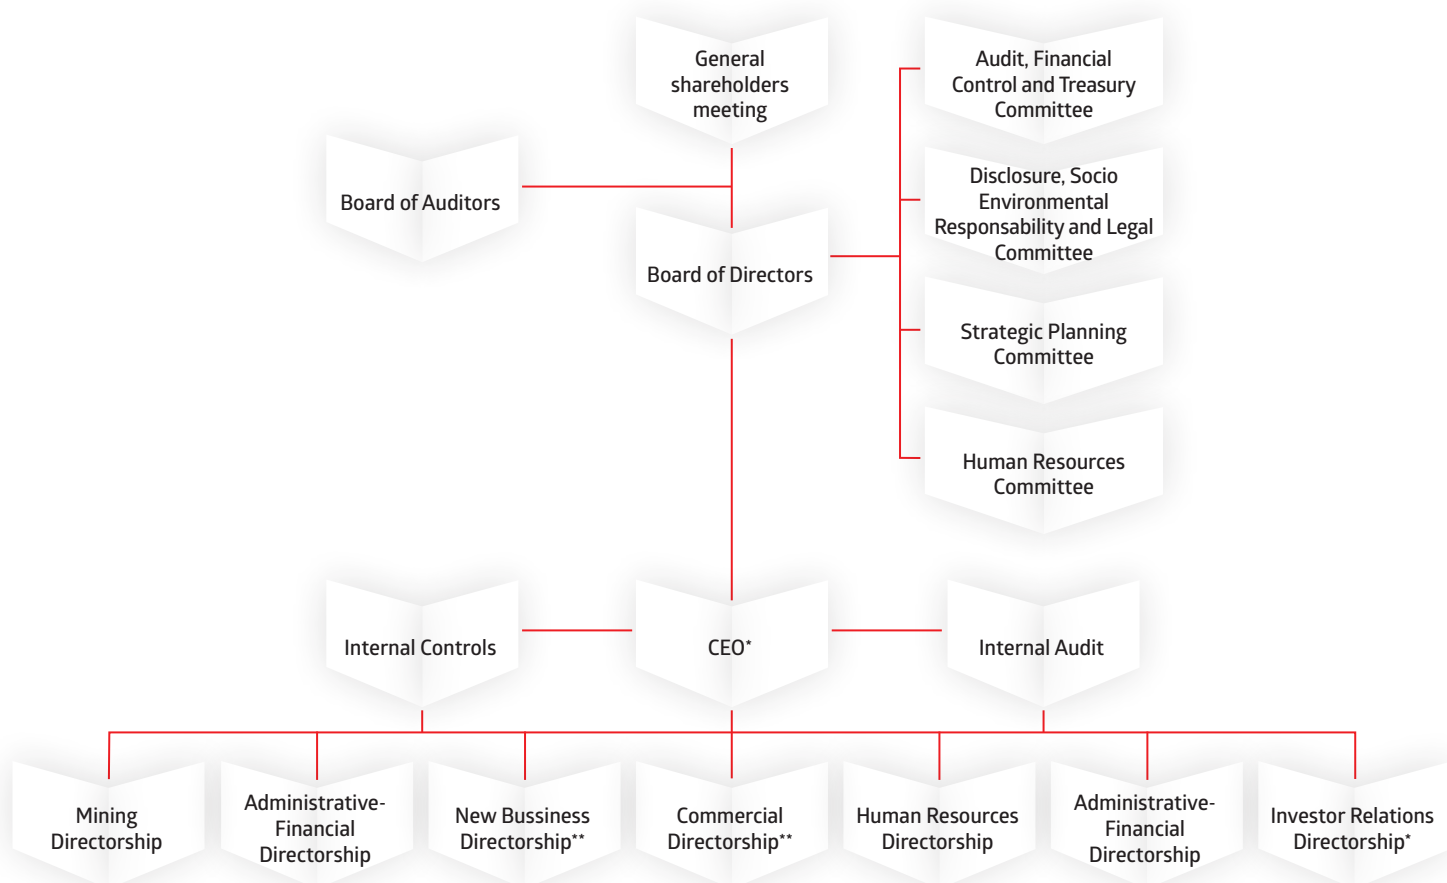 General
shareholders
meeting
Audit, Financial
Control and Treasury
Committee
Board of Auditors
Disclosure, Socio
Environmental
Responsability and Legal
Committee
Board of Directors
Strategic Planning
Committee
Human Resources
Committee
Internal Controls
CEO*
Internal Audit
Mining
Directorship
Administrative-
Financial
Directorship
New Bussiness
Directorship**
Commercial
Directorship**
Human Resources
Directorship
Administrative-
Financial
Directorship
Investor Relations
Directorship*